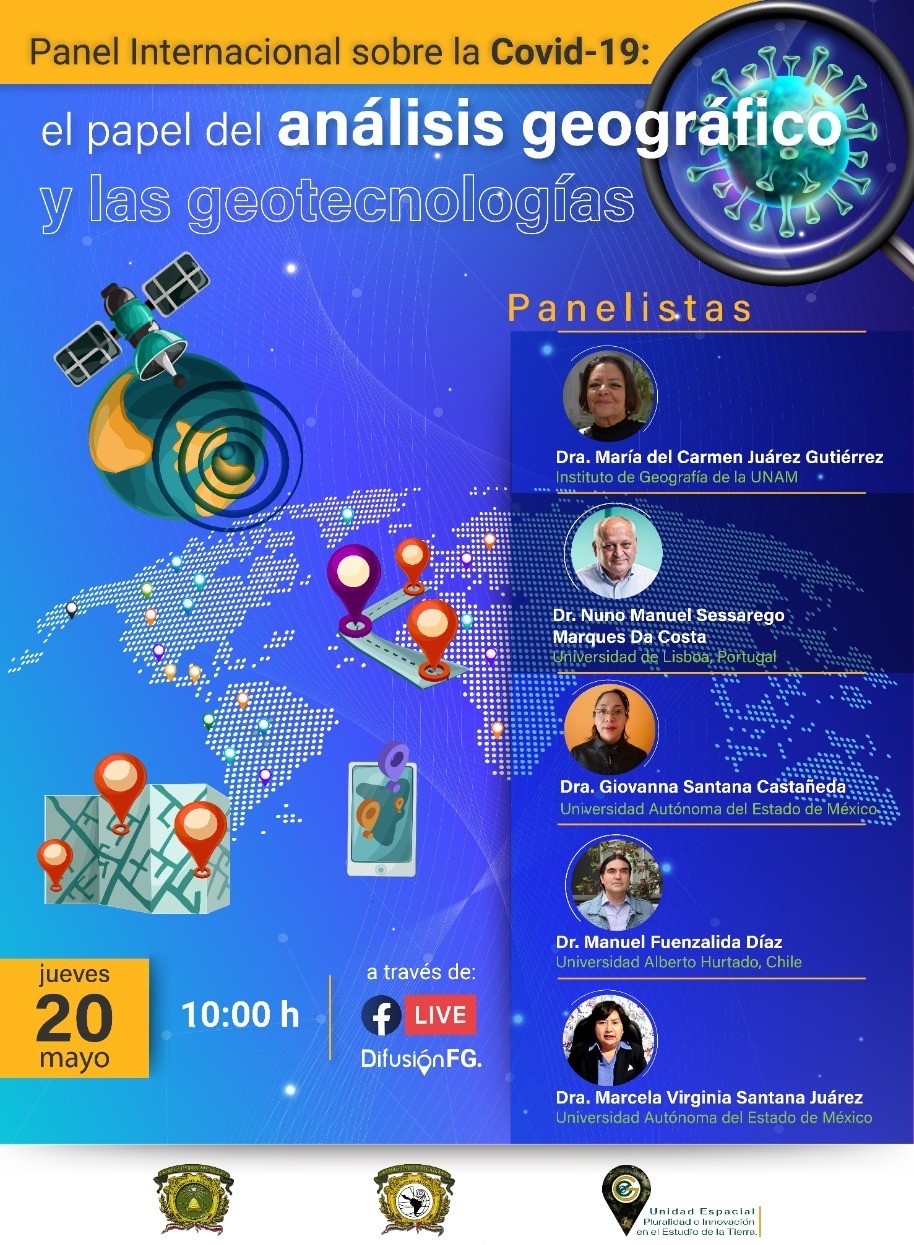 Panel Internacional sobre la Covid-19:
el papel del análisis geográfico
y las geotecnologías
Panelistas
Dra. María del Carmen Juárez Gutiérrez
Instituto de Geografía de la UNAM
Dr. Nuno Manuel Sessarego
Marques Da Costa
Universidad de Lisboa, Portugal
Dra. Giovanna Santana Castañeda
Universidad Autónoma del Estado de México
Dr. Manuel Fuenzalida Díaz
Universidad Alberto Hurtado, Chile
Dra. Marcela Virginia Santana Juárez
Universidad Autónoma del Estado de México
jueves
20
mayo
10:00 h
a través de:
f LIVE
DifusiónFG.
Unidad Espacial
Pluralidad e Innovación
en el Estudio de la Tierra.